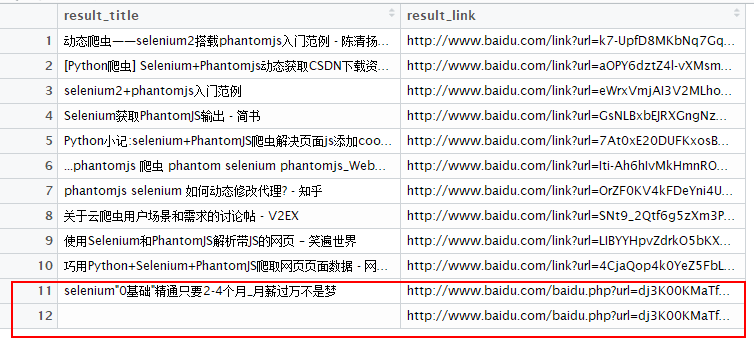 result_title result_link
1 动态爬虫——selenium2搭载phantomjs入门范例 - 陈清扬... http://www.baidu.com/link?url=k7-UpfD8MKbNq7Gq...
2 [Python爬虫] Selenium+Phantomjs动态获取CSDN下载资... http://www.baidu.com/link?url=aOPY6dztZ4l-vXMsm...
3 selenium2+phantomjs入门范例 http://www.baidu.com/link?url=eWrxVmjAI3V2MLho...
4 Selenium获取PhantomJS输出 - 简书 http://www.baidu.com/link?url=GsNLBxbEJRXGngNz...
5 Python小记:selenium+PhantomJS爬虫解决页面js添加coo... http://www.baidu.com/link?url=7At0xE20DUFKxosB...
6 ...phantomjs 爬虫 phantom selenium phantomjs_Web... http://www.baidu.com/link?url=Iti-Ah6hIvMkHmnRO...
7 phantomjs selenium 如何动态修改代理? - 知乎 http://www.baidu.com/link?url=OrZF0KV4kFDeYni4U...
8 关于云爬虫用户场景和需求的讨论帖 - V2EX http://www.baidu.com/link?url=SNt9_2Qtf6g5zXm3P...
9 使用Selenium和PhantomJS解析带JS的网页 – 笑遍世界 http://www.baidu.com/link?url=LIBYYHpvZdrkO5bKX...
10 巧用Python+Selenium+PhantomJS爬取网页页面数据 - 网... http://www.baidu.com/link?url=4CjaQop4k0YeZ5FbL...
11 selenium"0基础"精通只要2-4个月_月薪过万不是梦 http://www.baidu.com/baidu.php?url=dj3K00KMaTf...
12 http://www.baidu.com/baidu.php?url=dj3K00KMaTf...